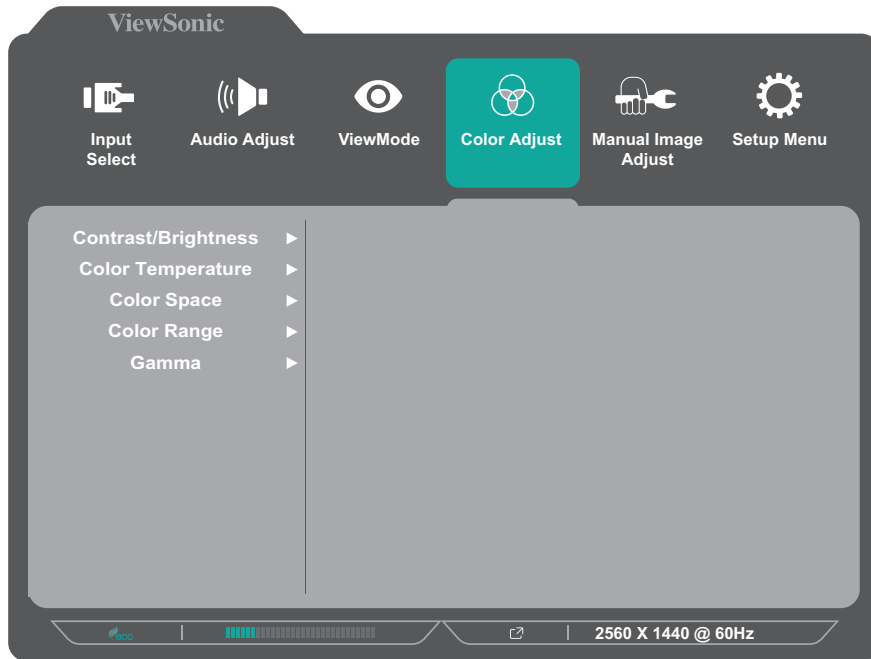 ViewSonic
Input Select
Audio Adjust
ViewMode
Color Adjust
Manual Image Adjust
Setup Menu
Contrast/Brightness
Color Temperature
Color Space
Color Range
Gamma
eco
2560 X 1440 @ 60Hz